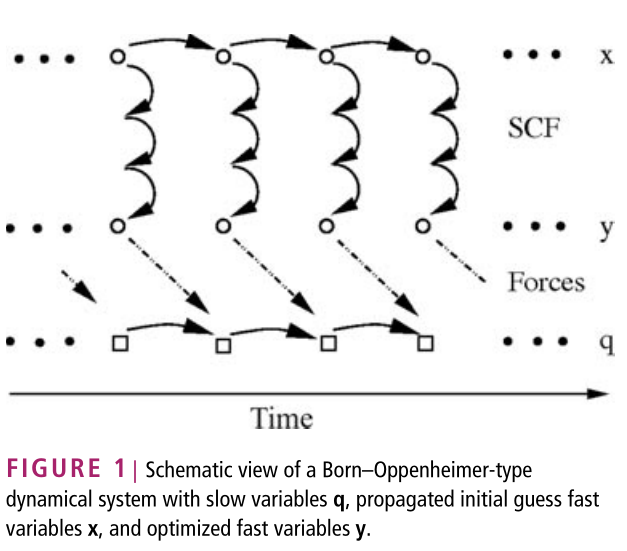 x
SCF
y
Forces
q
Time
FIGURE 1 | Schematic view of a Born–Oppenheimer-type
dynamical system with slow variables q, propagated initial guess fast
variables x, and optimized fast variables y.